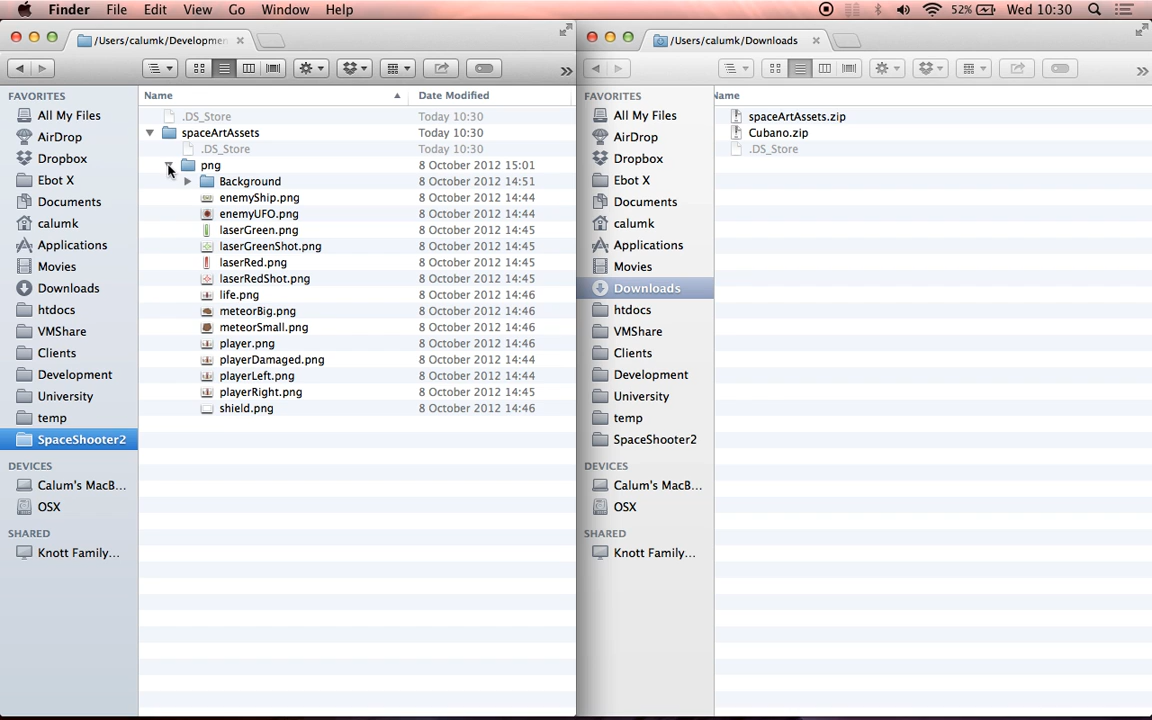 Finder File Edit View Go Window Help 52% Wed 10:30
/Users/calumk/Developmen
FAVORITES
All My Files
AirDrop
Dropbox
Ebot X
Documents
calumk
Applications
Movies
Downloads
htdocs
VMShare
Clients
Development
University
temp
SpaceShooter2
DEVICES
Calum's MacB...
OSX
SHARED
Knott Family...
Name Date Modified
.DS_Store Today 10:30
spaceArtAssets Today 10:30
.DS_Store Today 10:30
png 8 October 2012 15:01
Background 8 October 2012 14:51
enemyShip.png 8 October 2012 14:44
enemyUFO.png 8 October 2012 14:44
laserGreen.png 8 October 2012 14:45
laserGreenShot.png 8 October 2012 14:45
laserRed.png 8 October 2012 14:45
laserRedShot.png 8 October 2012 14:45
life.png 8 October 2012 14:46
meteorBig.png 8 October 2012 14:46
meteorSmall.png 8 October 2012 14:46
player.png 8 October 2012 14:46
playerDamaged.png 8 October 2012 14:44
playerLeft.png 8 October 2012 14:44
playerRight.png 8 October 2012 14:45
shield.png 8 October 2012 14:46
/Users/calumk/Downloads
FAVORITES
All My Files
AirDrop
Dropbox
Ebot X
Documents
calumk
Applications
Movies
Downloads
htdocs
VMShare
Clients
Development
University
temp
SpaceShooter2
DEVICES
Calum's MacB...
OSX
SHARED
Knott Family...
Name
spaceArtAssets.zip
Cubano.zip
.DS_Store